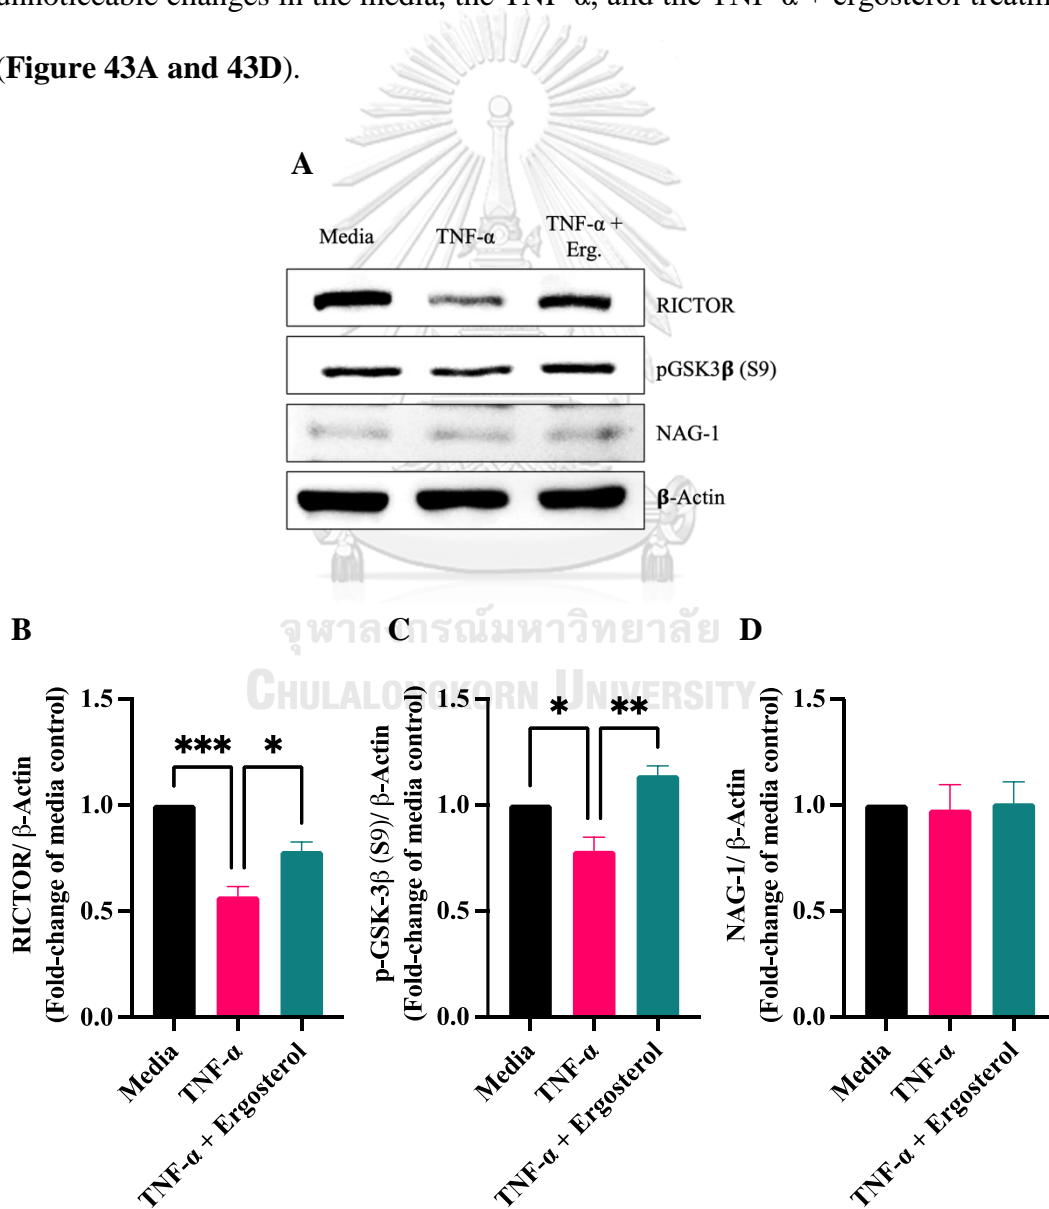 unnoticeable changes in the media, the TNF-α, and the TNF-α + ergosterol
(Figure 43A and 43D).
A
Media TNF-α TNF-α +
Erg.
RICTOR
pGSK3β (S9)
NAG-1
β-Actin
จุฬาลงกรณ์มหาวิทยาลัย
CHULALONGKORN UNIVERSITY
B
RICTOR/ β-Actin
(Fold-change of media control)
1.5
1.0
0.5
0.0
*** *
Media
TNF-α
TNF-α + Ergosterol
C
p-GSK-3β (S9)/ β-Actin
(Fold-change of media control)
1.5
1.0
0.5
0.0
* **
Media
TNF-α
TNF-α + Ergosterol
D
NAG-1/ β-Actin
(Fold-change of media control)
1.5
1.0
0.5
0.0
Media
TNF-α
TNF-α + Ergosterol